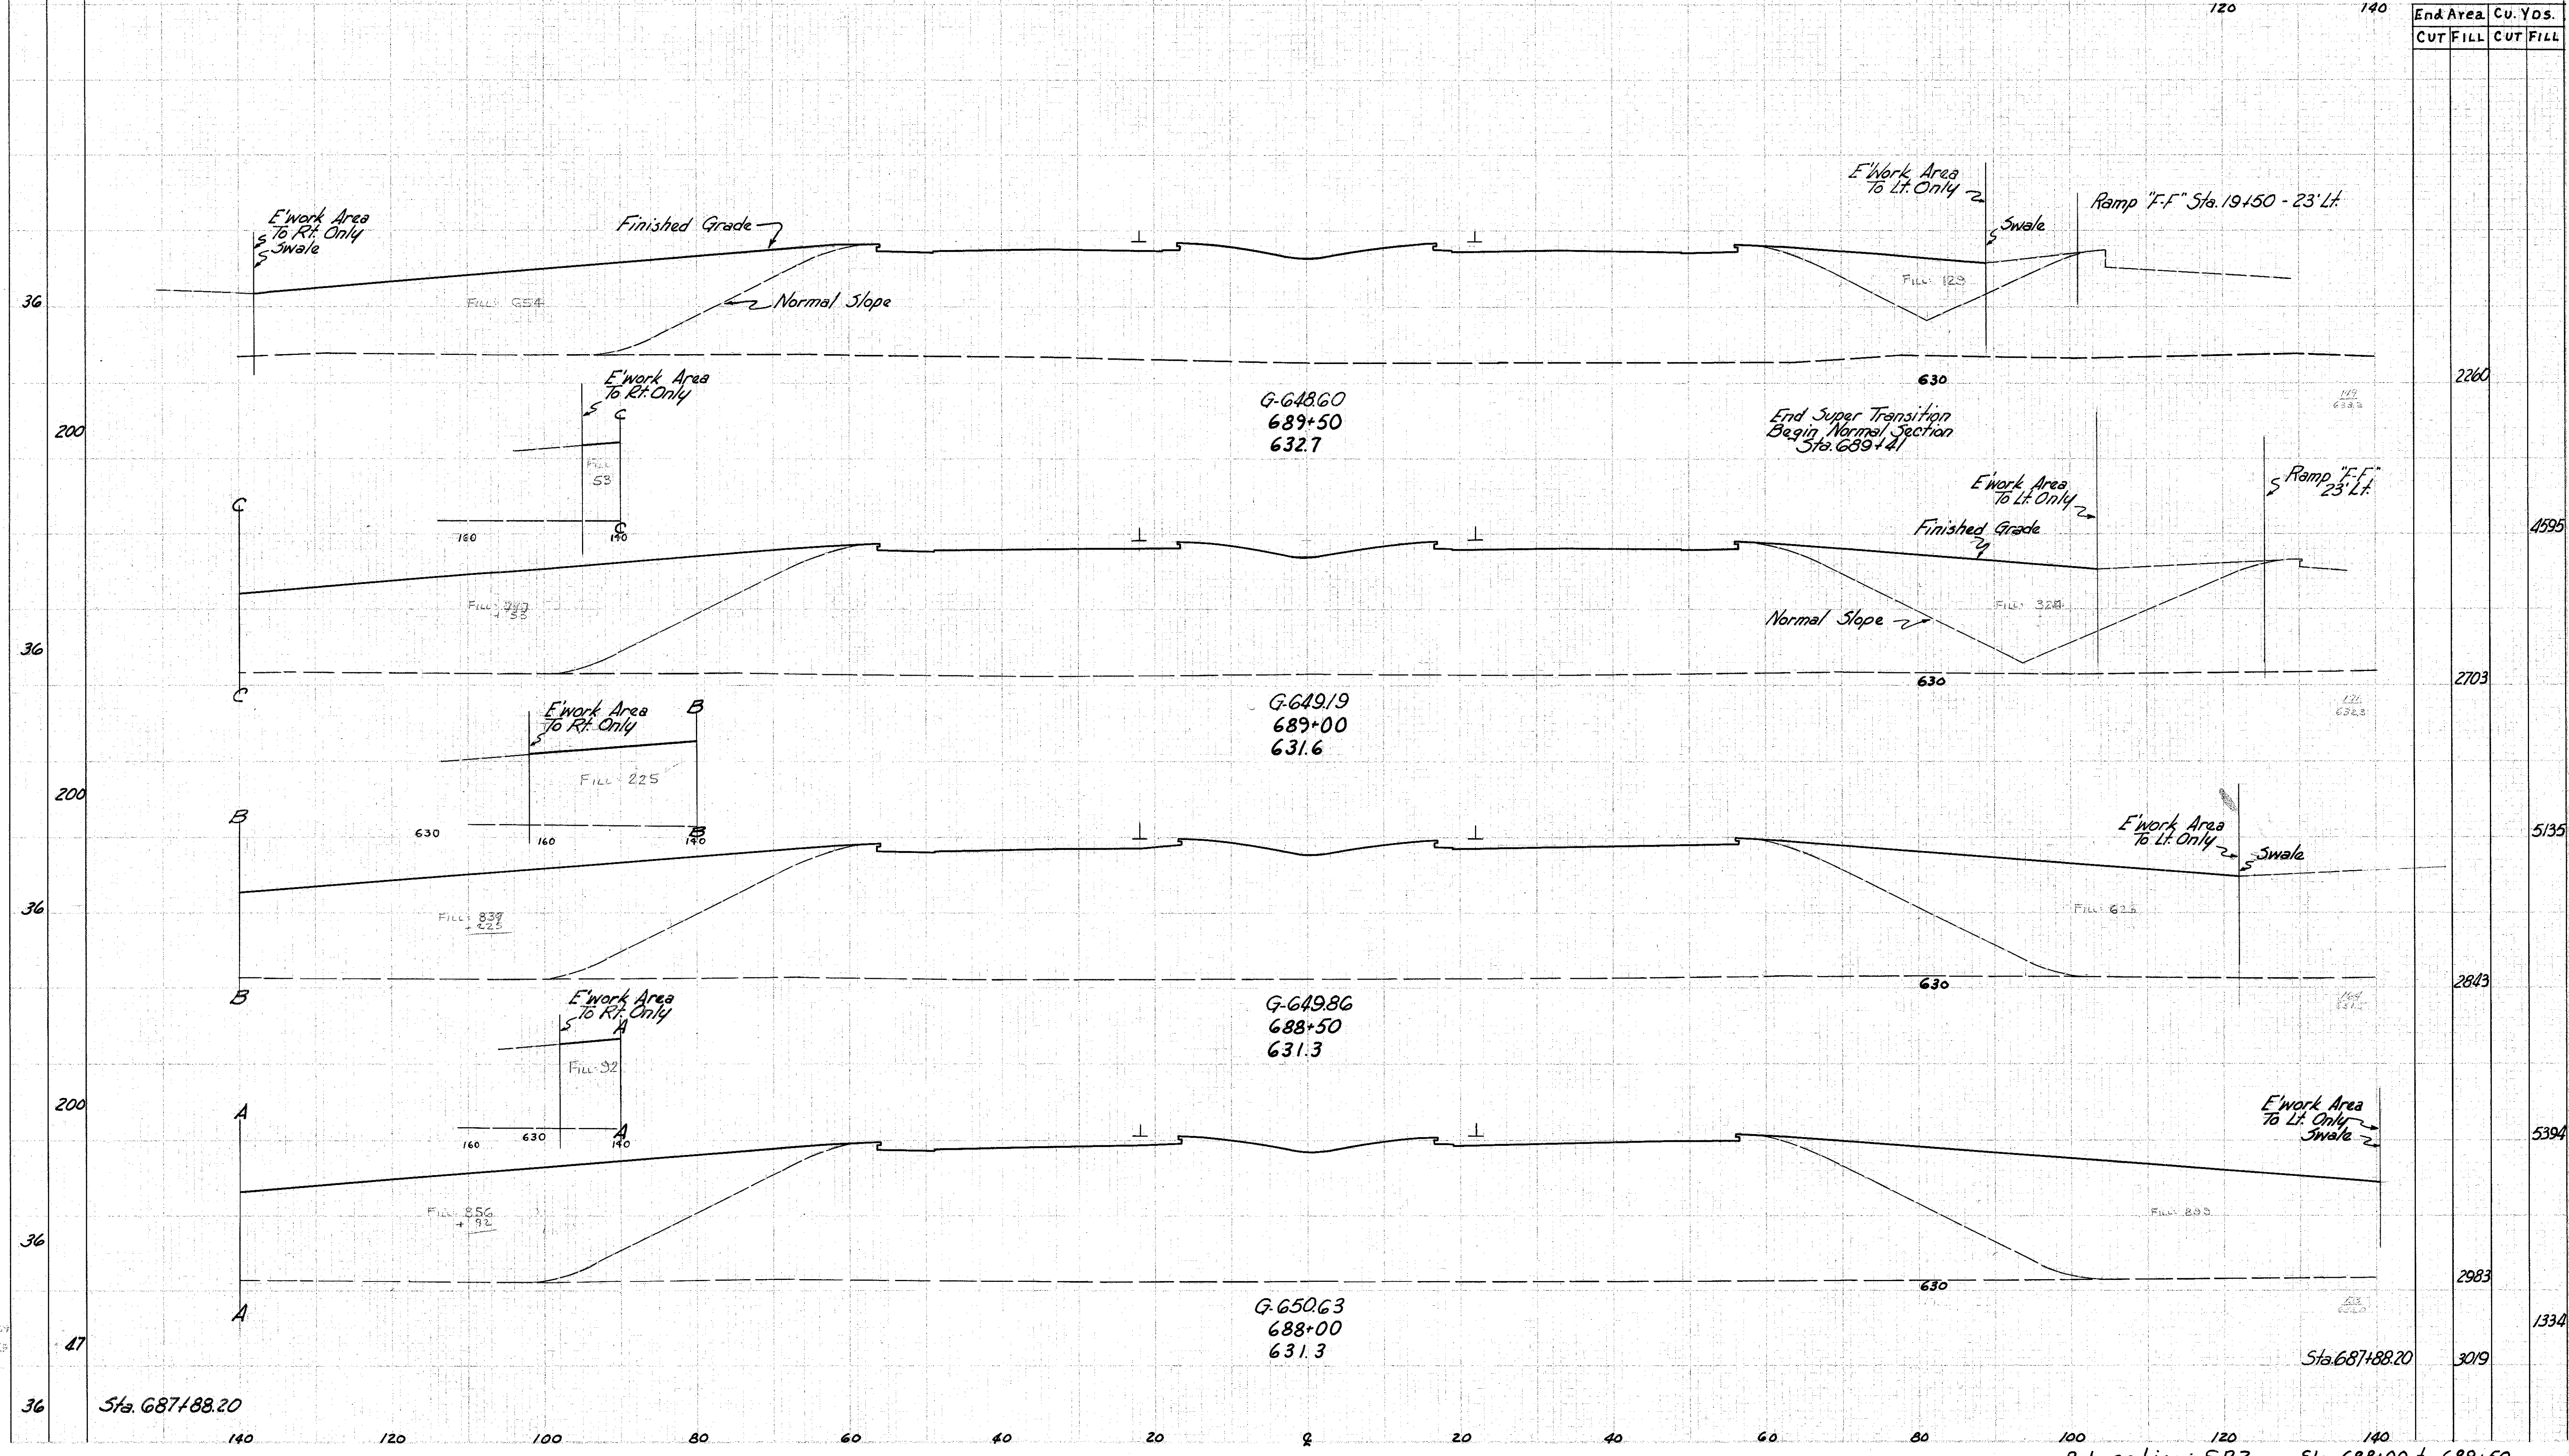 120 140
End Area Cu. YDS.
CUT FILL CUT FILL
E'Work Area
To Lt. Only
Ramp "F-F" Sta. 19+50 - 23' Lt.
Swale
E'work Area
To Rt. Only
Swale
Finished Grade
36
FILL: 654
Normal Slope
FILL: 129
630
2260
E'work Area
To Rt. Only
C
G-648.60
689+50
632.7
End Super Transition
Begin Normal Section
Sta. 689+41
200
FILL
53
E'work Area
To Lt. Only
Ramp "F-F"
23' Lt.
C
160 C
140
Finished Grade
4595
+ 53
Normal Slope
36
C
630
2703
G-649.19
689+00
631.6
632.3
E'work Area
To Rt. Only
B
FILL 225
200
B
630
160 B
140
E'work Area
To Lt. Only
Swale
5135
36
FILL: 839
+ 225
B
630
2843
G-649.86
688+50
631.3
E'work Area
To Rt. Only
A
FILL 92
200
A
160 630 A
140
E'work Area
To Lt. Only
Swale
5394
FILL 856
+ 92
36
630
2983
A
G-650.63
688+00
631.3
1334
47
Sta. 687+88.20 3019
36
Sta. 687+88.20
140 120 100 80 60 40 20 ℄ 20 40 60 80 100 120 140